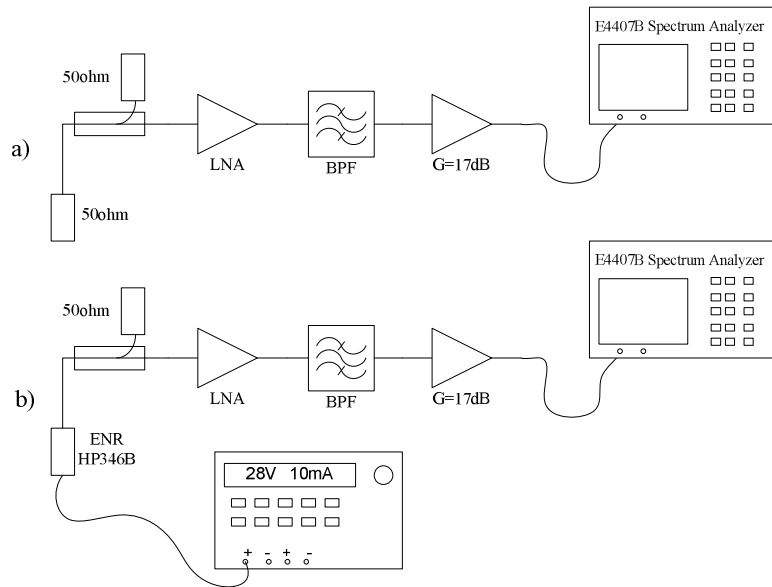 E4407B Spectrum Analyzer
50ohm
a)
LNA
BPF
G=17dB
50ohm
E4407B Spectrum Analyzer
50ohm
b)
LNA
BPF
G=17dB
ENR
HP346B
28V 10mA
+ - + -